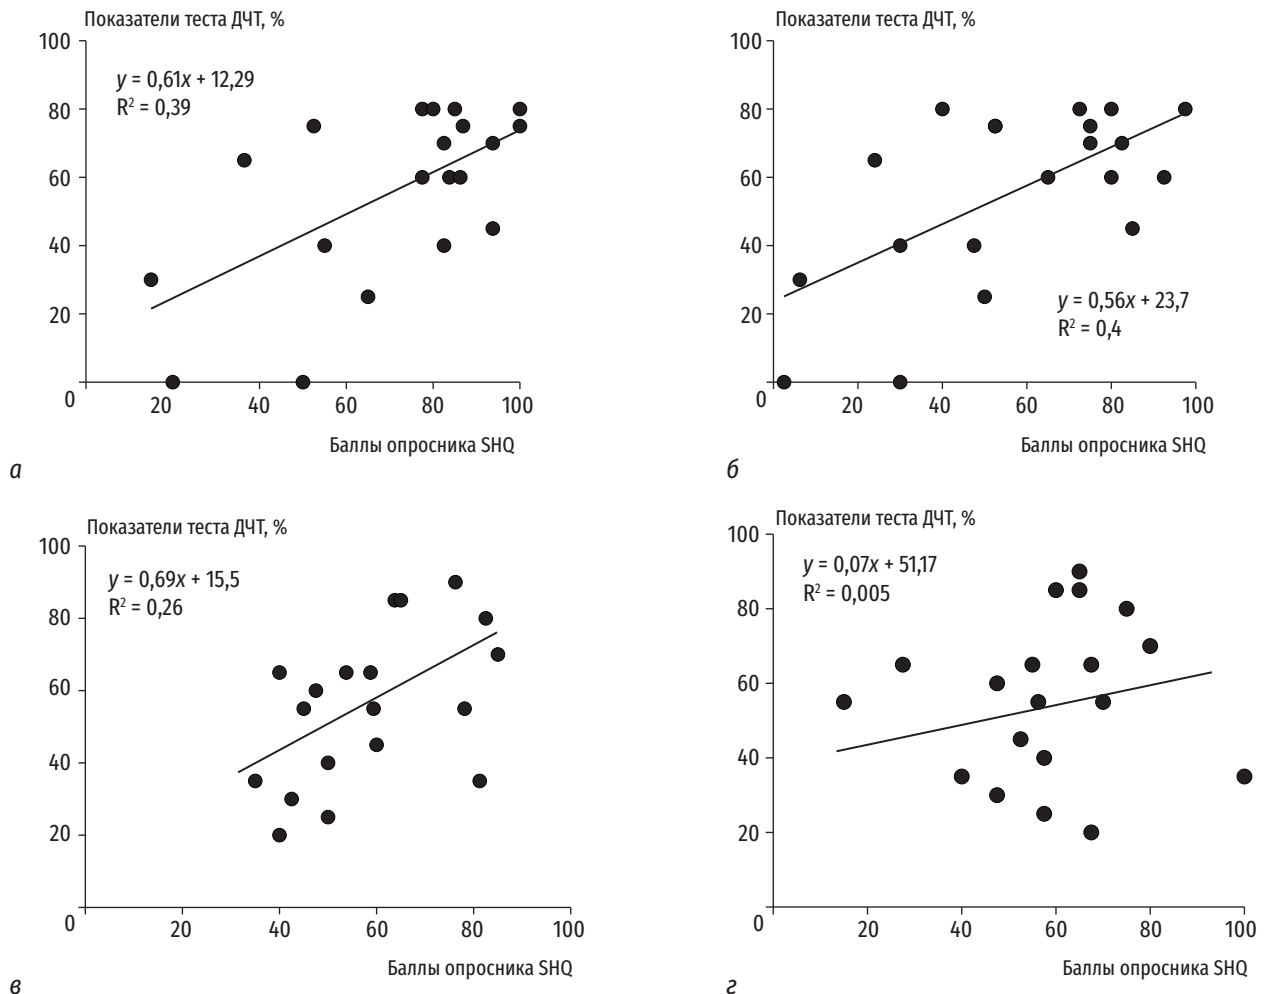 Показатели теста ДЧТ, %
100
80
60
40
20
0
y = 0,61x + 12,29
R² = 0,39
20 40 60 80 100
Баллы опросника SHQ
а
Показатели теста ДЧТ, %
100
80
60
40
20
0
y = 0,56x + 23,7
R² = 0,4
20 40 60 80 100
Баллы опросника SHQ
б
Показатели теста ДЧТ, %
100
80
60
40
20
0
y = 0,69x + 15,5
R² = 0,26
20 40 60 80 100
Баллы опросника SHQ
в
Показатели теста ДЧТ, %
100
80
60
40
20
0
y = 0,07x + 51,17
R² = 0,005
20 40 60 80 100
Баллы опросника SHQ
г